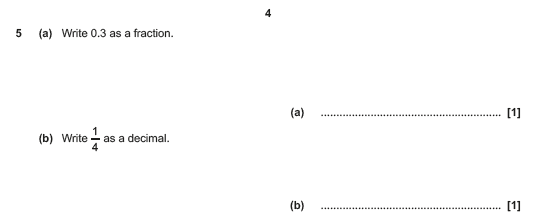 4
5 (a) Write 0.3 as a fraction.
(a) ........................................................... [1]
(b) Write 1/4 as a decimal.
(b) ........................................................... [1]